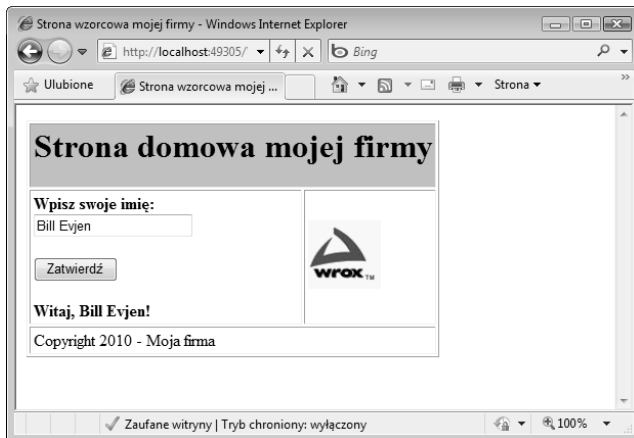 Strona wzorcowa mojej firmy - Windows Internet Explorer
http://localhost:49305/
Bing
Ulubione
Strona wzorcowa mojej ...
Strona
»
Strona domowa mojej firmy
Wpisz swoje imię:
Bill Evjen
Zatwierdź
wrox™
Witaj, Bill Evjen!
Copyright 2010 - Moja firma
Zaufane witryny | Tryb chroniony: wyłączony
100%